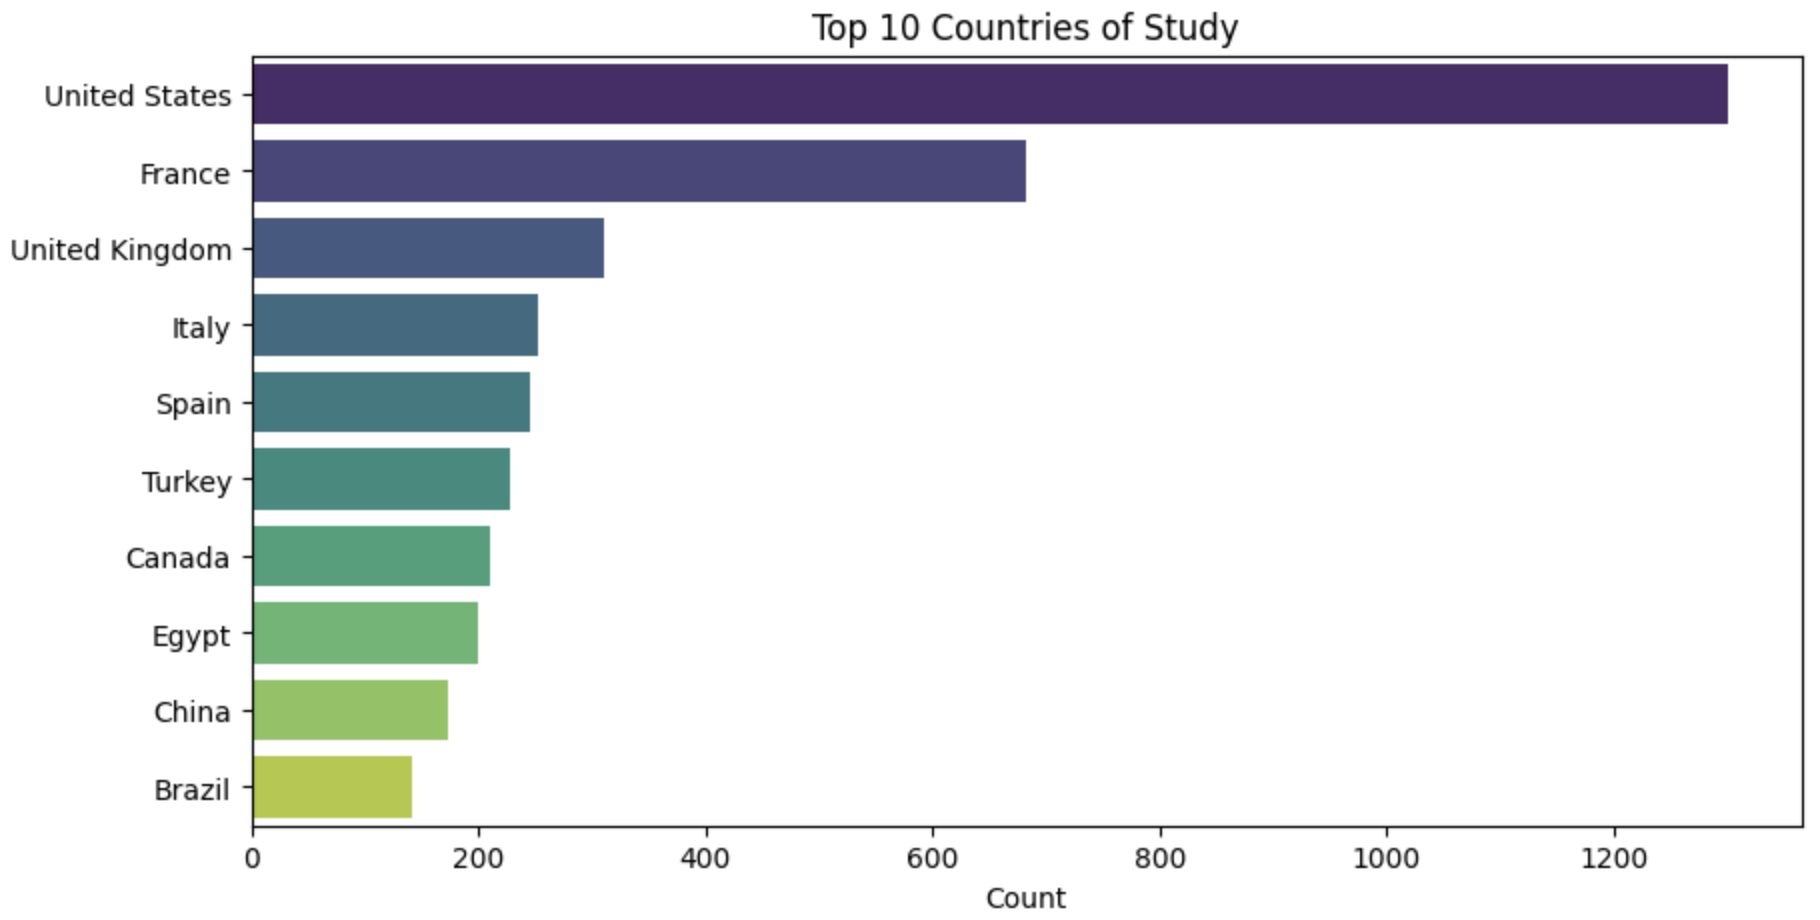 Top 10 Countries of Study
United States
France
United Kingdom
Italy
Spain
Turkey
Canada
Egypt
China
Brazil
0 200 400 600 800 1000 1200
Count